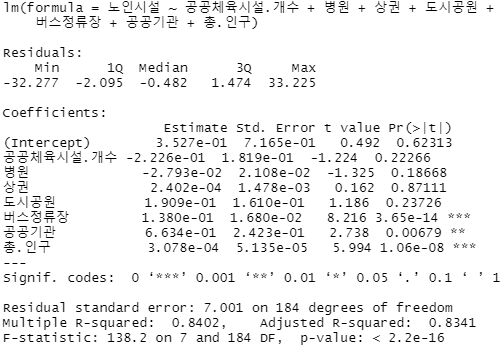 lm(formula = 노인시설 ~ 공공체육시설.개수 + 병원 + 상권 + 도시공원 +
버스정류장 + 공공기관 + 총.인구)
Residuals:
Min 1Q Median 3Q Max
-32.277 -2.095 -0.482 1.474 33.225
Coefficients:
Estimate Std. Error t value Pr(>|t|)
(Intercept) 3.527e-01 7.165e-01 0.492 0.62313
공공체육시설.개수 -2.226e-01 1.819e-01 -1.224 0.22266
병원 -2.793e-02 2.108e-02 -1.325 0.18668
상권 2.402e-04 1.478e-03 0.162 0.87111
도시공원 1.909e-01 1.610e-01 1.186 0.23726
버스정류장 1.380e-01 1.680e-02 8.216 3.65e-14 ***
공공기관 6.634e-01 2.423e-01 2.738 0.00679 **
총.인구 3.078e-04 5.135e-05 5.994 1.06e-08 ***
---
Signif. codes: 0 ‘***’ 0.001 ‘**’ 0.01 ‘*’ 0.05 ‘.’ 0.1 ‘ ’ 1
Residual standard error: 7.001 on 184 degrees of freedom
Multiple R-squared: 0.8402, Adjusted R-squared: 0.8341
F-statistic: 138.2 on 7 and 184 DF, p-value: < 2.2e-16